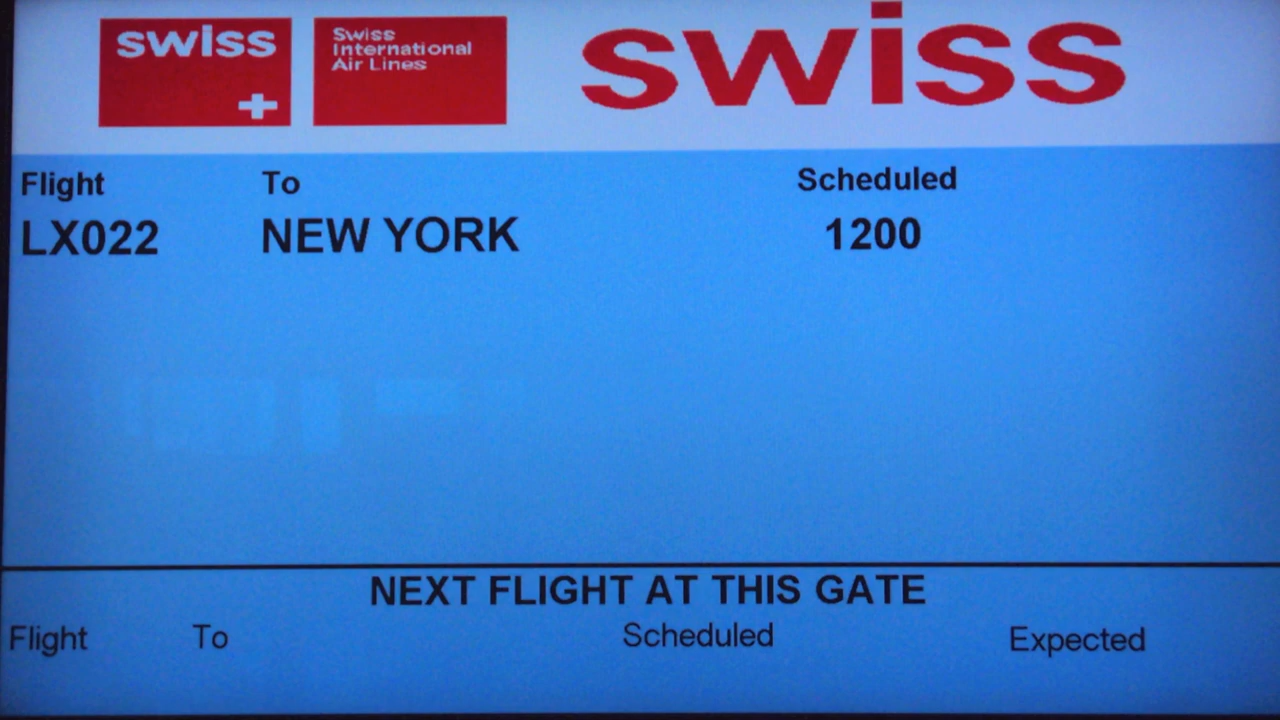 swiss
Swiss
International
Air Lines
swiss
Flight To Scheduled
LX022 NEW YORK 1200
NEXT FLIGHT AT THIS GATE
Flight To Scheduled Expected